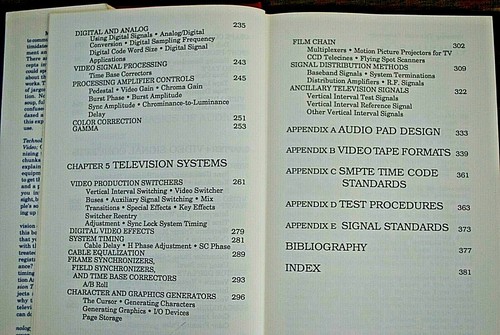 DIGITAL AND ANALOG 235
Using Digital Signals • Analog/Digital
Conversion • Digital Sampling Frequency
Digital Code Word Size • Digital Signal
Applications
VIDEO SIGNAL PROCESSING 243
Time Base Correctors
PROCESSING AMPLIFIER CONTROLS 245
Pedestal • Video Gain • Chroma Gain
Burst Phase • Burst Amplitude
Sync Amplitude • Chrominance-to-Luminance
Delay
COLOR CORRECTION 251
GAMMA 253
CHAPTER 5 TELEVISION SYSTEMS
VIDEO PRODUCTION SWITCHERS 261
Vertical Interval Switching • Video Switcher
Buses • Auxiliary Signal Switching • Mix
Transitions • Special Effects • Key Effects
Switcher Reentry
Adjustment • Sync Lock System Timing
DIGITAL VIDEO EFFECTS 279
SYSTEM TIMING 281
Cable Delay • H Phase Adjustment • SC Phase
CABLE EQUALIZATION 289
FRAME SYNCHRONIZERS,
FIELD SYNCHRONIZERS,
AND TIME BASE CORRECTORS 293
A/B Roll
CHARACTER AND GRAPHICS GENERATORS 296
The Cursor • Generating Characters
Generating Graphics • I/O Devices
Page Storage
FILM CHAIN 302
Multiplexers • Motion Picture Projectors for TV
CCD Telecines • Flying Spot Scanners
SIGNAL DISTRIBUTION METHODS 309
Baseband Signals • System Terminations
Distribution Amplifiers • R.F. Signals
ANCILLARY TELEVISION SIGNALS 322
Vertical Interval Test Signals
Vertical Interval Reference Signal
Other Vertical Interval Signals
APPENDIX A AUDIO PAD DESIGN 333
APPENDIX B VIDEO TAPE FORMATS 339
APPENDIX C SMPTE TIME CODE 361
STANDARDS
APPENDIX D TEST PROCEDURES 363
APPENDIX E SIGNAL STANDARDS 373
BIBLIOGRAPHY 377
INDEX 381